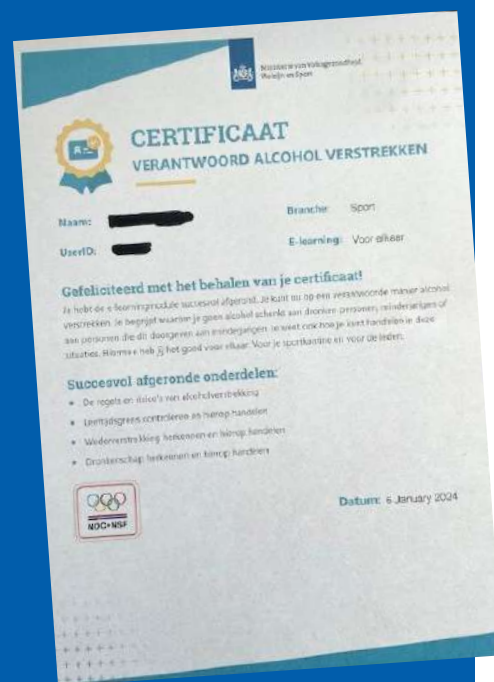 Ministerie van Volksgezondheid,
Welzijn en Sport
CERTIFICAAT
VERANTWOORD ALCOHOL VERSTREKKEN
Naam:
Branche: Sport
UserID:
E-learning: Voor elkaar
Gefeliciteerd met het behalen van je certificaat!
Je hebt de e-learningmodule succesvol afgerond. Je kunt nu op een verantwoorde manier alcohol
verstrekken. Je begrijpt waarom je geen alcohol schenkt aan dronken personen, minderjarigen of
aan personen die dit doorgeven aan minderjarigen. Je weet ook hoe je kunt handelen in deze
situaties. Hiermee heb jij het goed voor elkaar. Voor je sportkantine en voor de leden.
Succesvol afgeronde onderdelen:
• De regels en risico's van alcoholverstrekking
• Leeftijdsgrens controleren en hierop handelen
• Wederverstrekking herkennen en hierop handelen
• Dronkenschap herkennen en hierop handelen
NOC*NSF
Datum: 6 January 2024